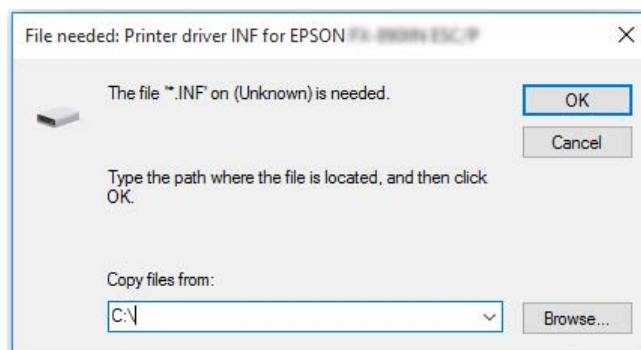 File needed: Printer driver INF for EPSON
The file '*.INF' on (Unknown) is needed.
OK
Cancel
Type the path where the file is located, and then click
OK.
Copy files from:
C:\
Browse...